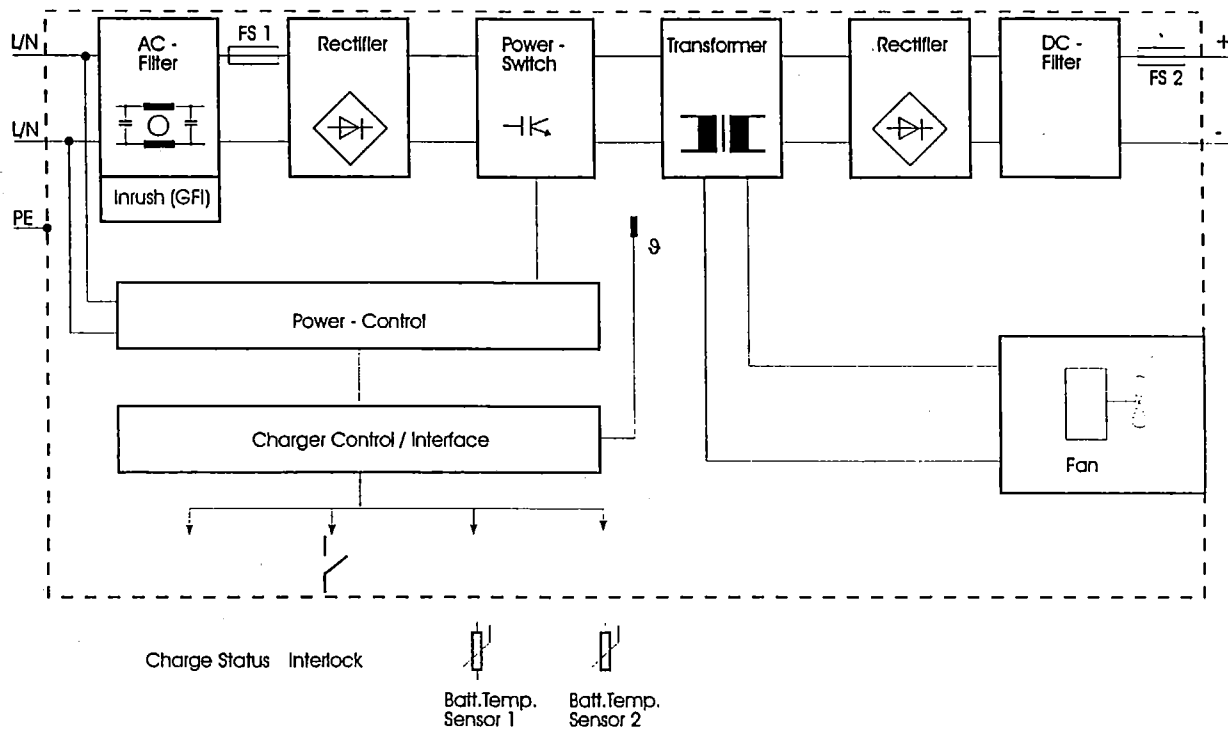 L/N
AC -
Filter
FS 1
Rectifier
Power -
Switch
Transformer
Rectifier
DC -
Filter
FS 2
+
L/N
-
Inrush (GFI)
PE
ϑ
Power - Control
Charger Control / Interface
Fan
Charge Status
Interlock
Batt.Temp.
Sensor 1
Batt.Temp.
Sensor 2